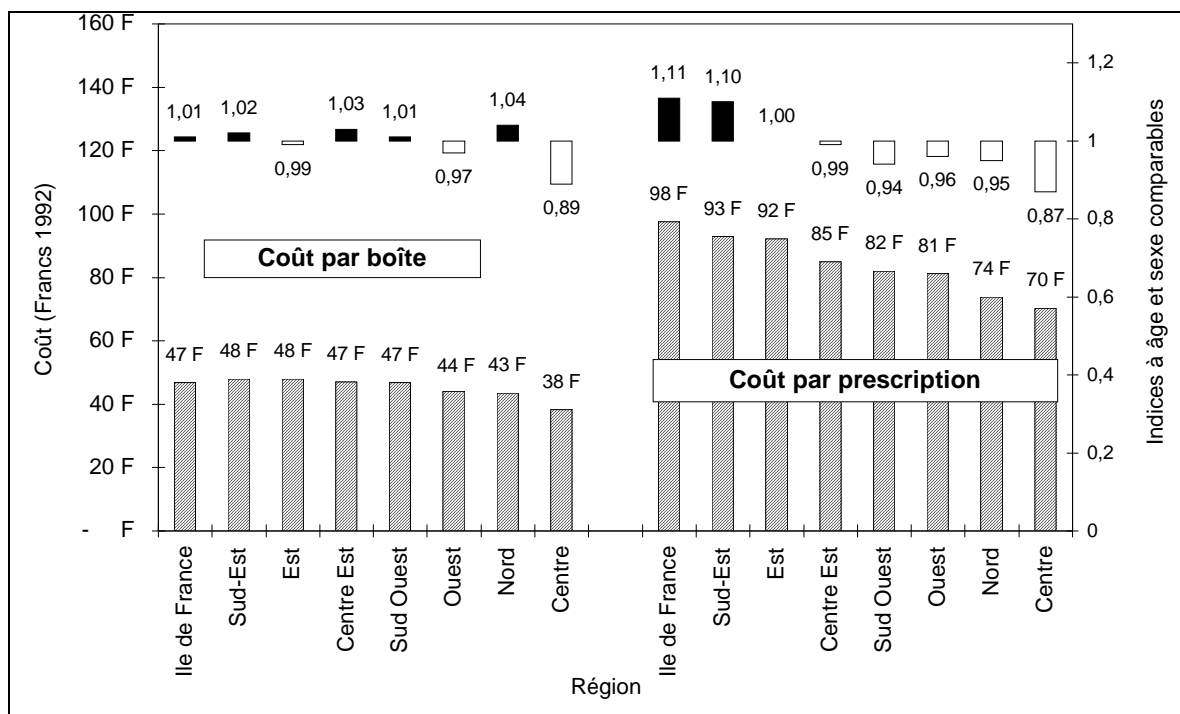 160 F
140 F
120 F
100 F
80 F
60 F
40 F
20 F
- F
Coût (Francs 1992)
1,01
1,02
0,99
1,03
1,01
0,97
1,04
0,89
1,11
1,10
1,00
0,99
0,94
0,96
0,95
0,87
Coût par boîte
47 F
48 F
48 F
47 F
47 F
44 F
43 F
38 F
98 F
93 F
92 F
85 F
82 F
81 F
74 F
70 F
Coût par prescription
1,2
1
0,8
0,6
0,4
0,2
0
Indices à âge et sexe comparables
Ile de France
Sud-Est
Est
Centre Est
Sud Ouest
Ouest
Nord
Centre
Ile de France
Sud-Est
Est
Centre Est
Sud Ouest
Ouest
Nord
Centre
Région